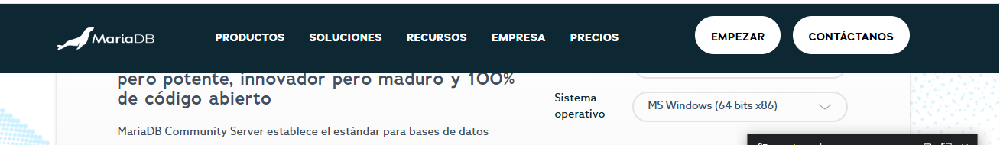 MariaDB
PRODUCTOS SOLUCIONES RECURSOS EMPRESA PRECIOS
EMPEZAR
CONTÁCTANOS
pero potente, innovador pero maduro y 100%
de código abierto
MariaDB Community Server establece el estándar para bases de datos
Sistema
operativo
MS Windows (64 bits x86)